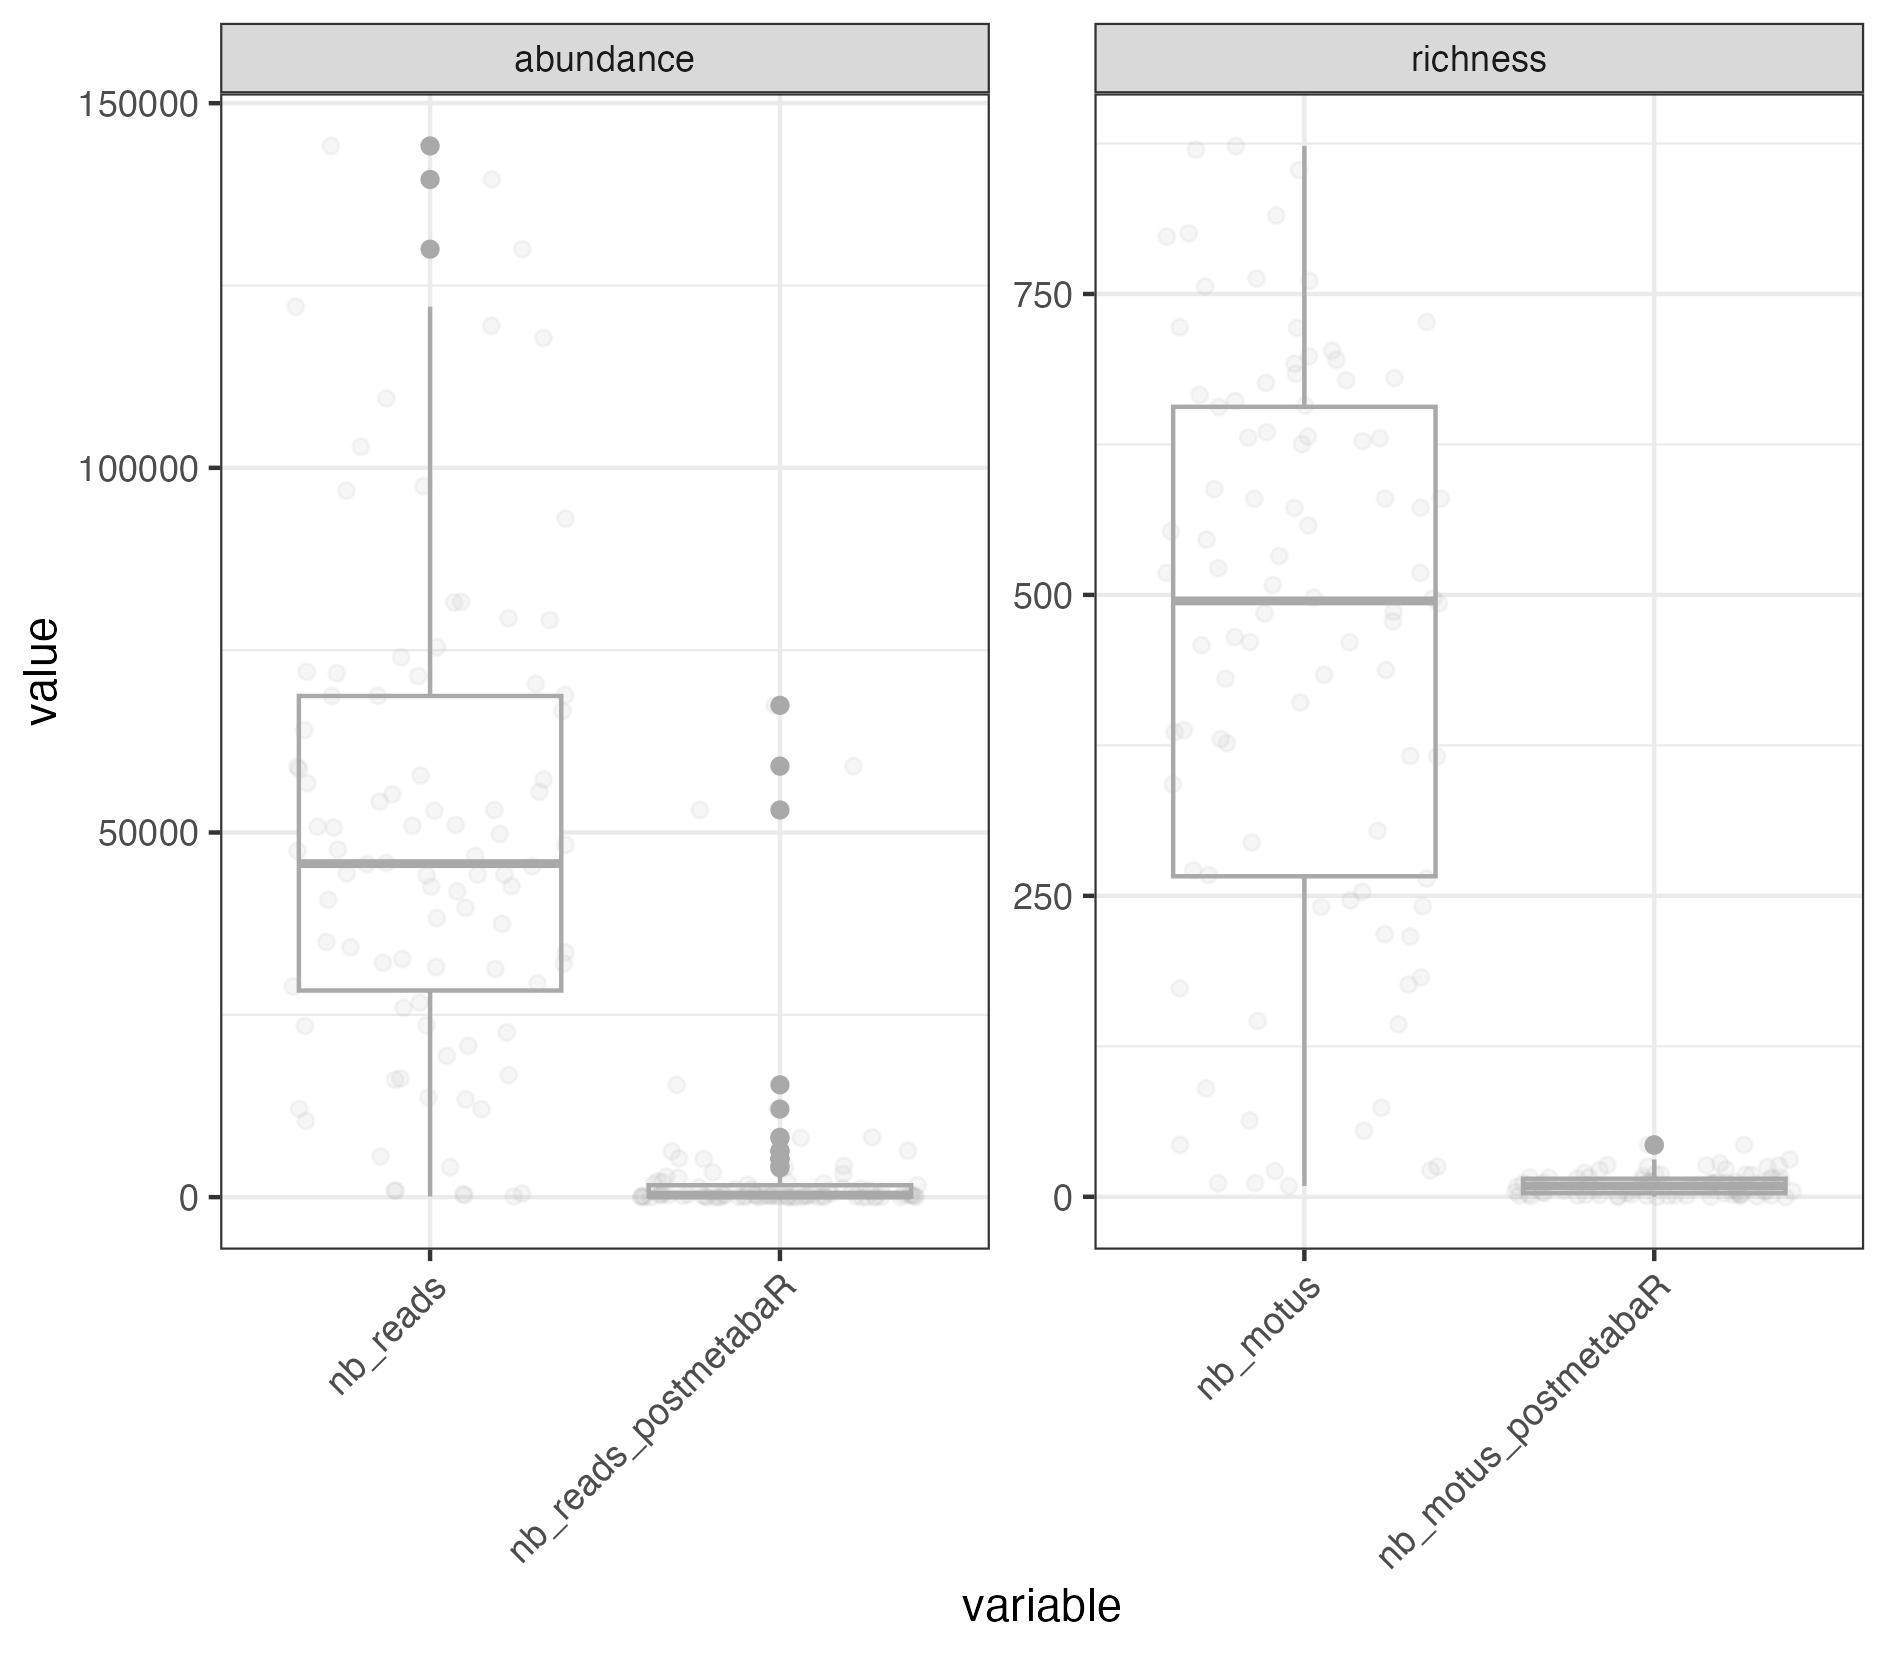 abundance
richness
150000
100000
50000
0
750
500
250
0
value
nb_reads
nb_reads_postmetabaR
nb_motus
nb_motus_postmetabaR
variable